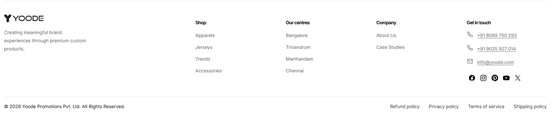 YOODE
Creating meaningful brand
experiences through premium custom
products.
Shop
Apparels
Jerseys
Trendz
Accessories
Our centres
Bangalore
Trivandrum
Marthandam
Chennai
Company
About Us
Case Studies
Get in touch
+91 8069 750 293
+91 9025 927 014
info@yoode.com
© 2026 Yoode Promotions Pvt. Ltd. All Rights Reserved.
Refund policy Privacy policy Terms of service Shipping policy